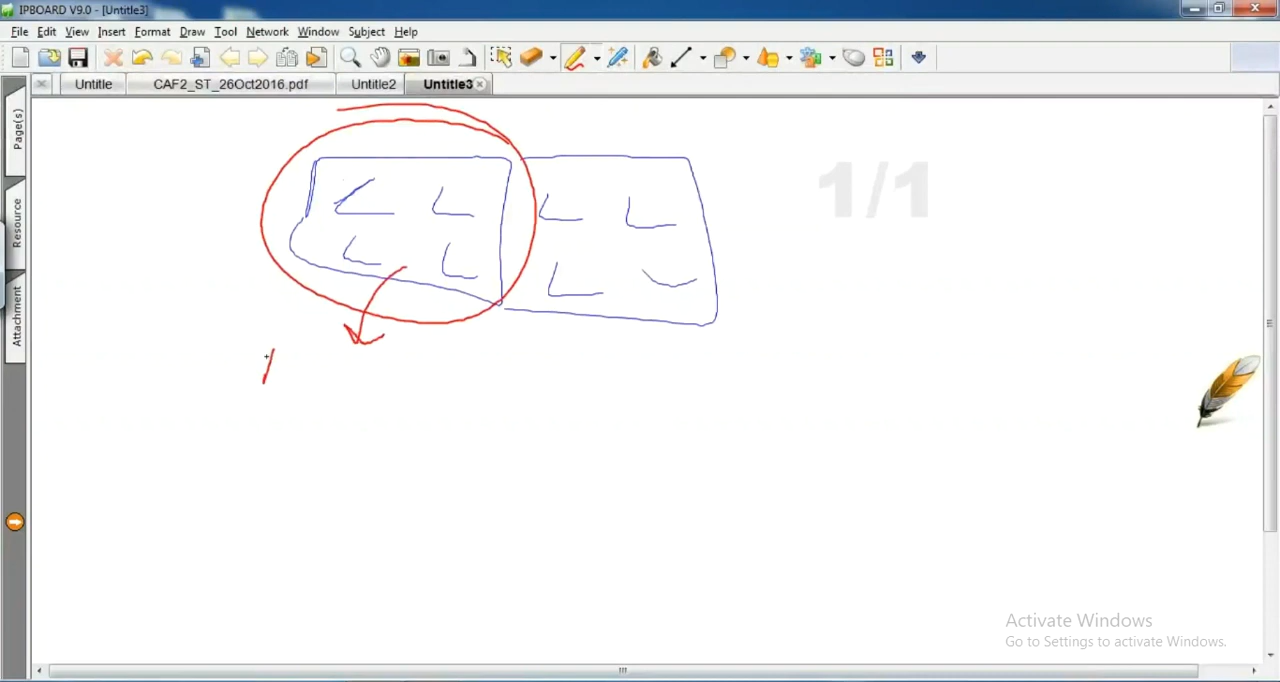 IPBOARD V9.0 - [Untitle3]
File Edit View Insert Format Draw Tool Network Window Subject Help
Untitle CAF2_ST_26Oct2016.pdf Untitle2 Untitle3
Page(s)
Resource
Attachment
1/1
Activate Windows
Go to Settings to activate Windows.